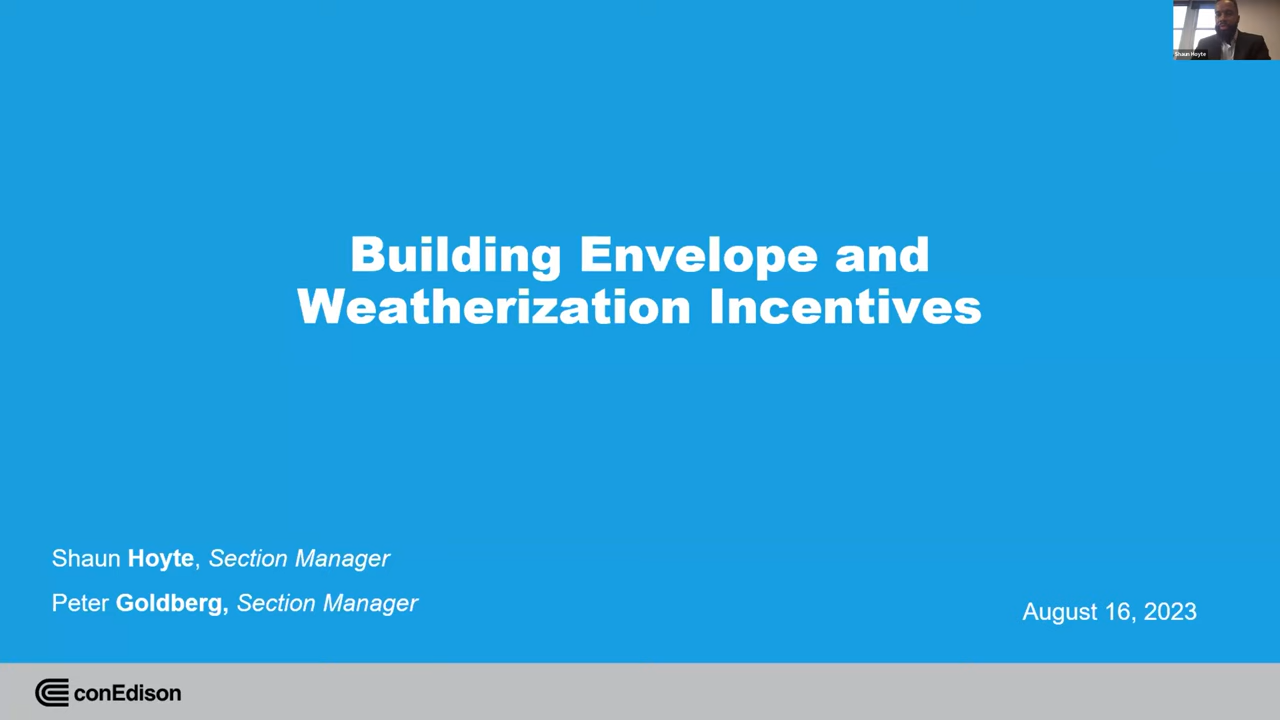 Shaun Hoyte
Building Envelope and
Weatherization Incentives
Shaun Hoyte, Section Manager
Peter Goldberg, Section Manager
August 16, 2023
conEdison